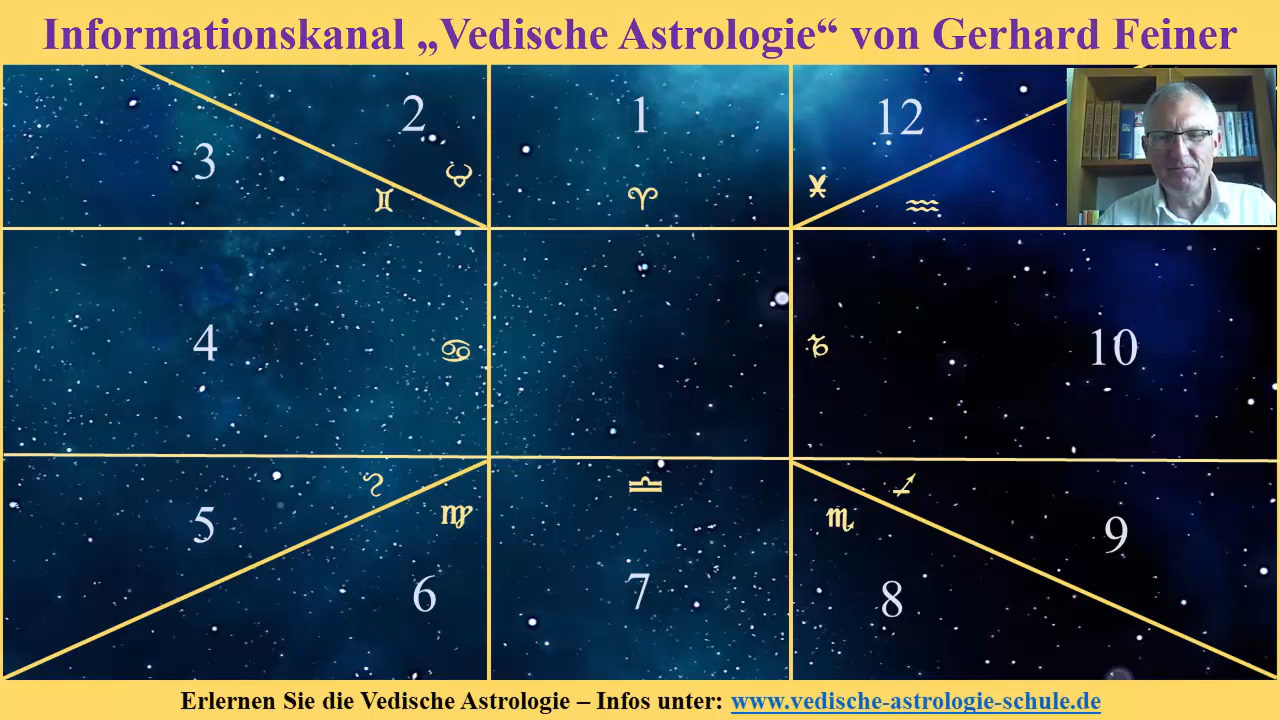 Informationskanal „Vedische Astrologie“ von Gerhard Feiner
2 1 12
3
♉
♊ ♈ ♓ ♒
4 ♋ ♑ 10
♌ ♎ ♐
♍ ♏
5 9
6 7 8
Erlernen Sie die Vedische Astrologie – Infos unter: www.vedische-astrologie-schule.de